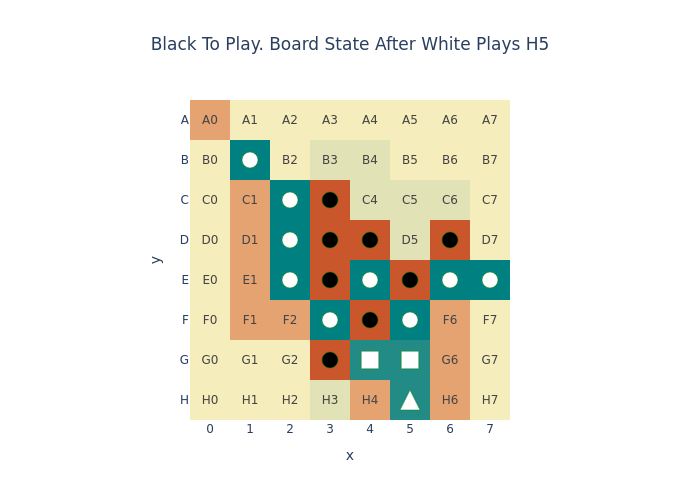 Black To Play. Board State After White Plays H5
A A0 A1 A2 A3 A4 A5 A6 A7
B B0 B2 B3 B4 B5 B6 B7
C C0 C1 C4 C5 C6 C7
D D0 D1 D5 D7
y
E E0 E1
F F0 F1 F2 F6 F7
G G0 G1 G2 G6 G7
H H0 H1 H2 H3 H4 H6 H7
0 1 2 3 4 5 6 7
x